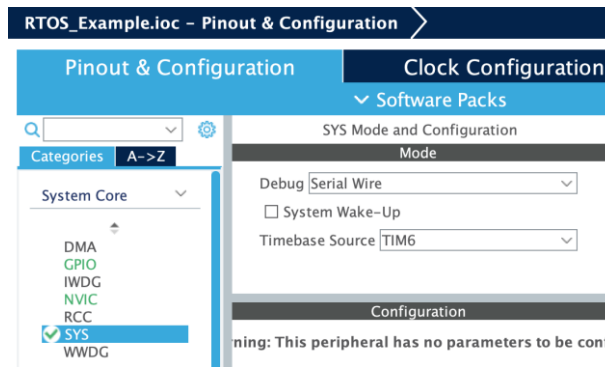 RTOS_Example.ioc – Pinout & Configuration
Pinout & Configuration
Clock Configuration
Software Packs
Categories
A->Z
System Core
DMA
GPIO
IWDG
NVIC
RCC
SYS
WWDG
SYS Mode and Configuration
Mode
Debug Serial Wire
System Wake-Up
Timebase Source TIM6
Configuration
This peripheral has no parameters to be